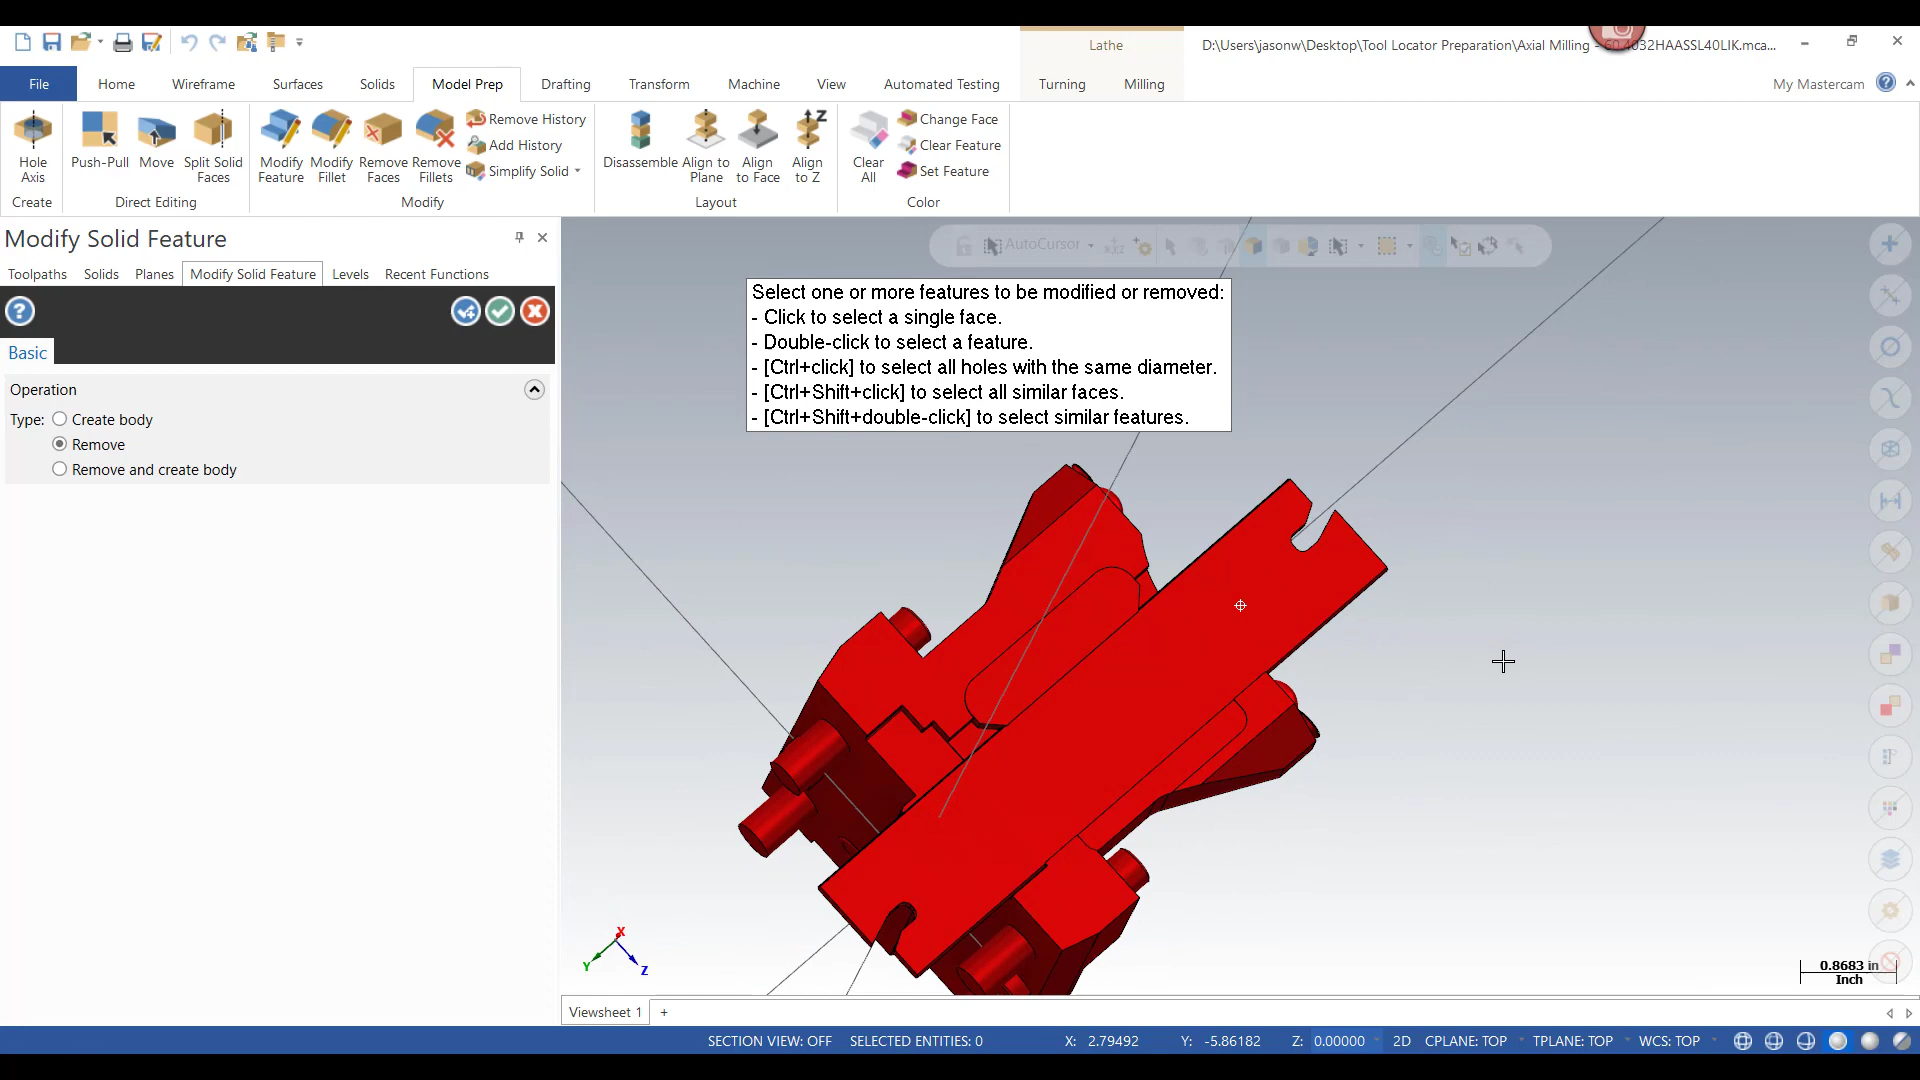 Lathe
D:\Users\jasonw\Desktop\Tool Locator Preparation\Axial Milling - 60.4032HAASSL40LIK.mca...
File Home Wireframe Surfaces Solids Model Prep Drafting Transform Machine View Automated Testing Turning Milling My Mastercam
Hole Axis
Push-Pull
Move
Split Solid Faces
Modify Feature
Modify Fillet
Remove Faces
Remove Fillets
Remove History
Add History
Simplify Solid
Disassemble
Align to Plane
Align to Face
Align to Z
Clear All
Change Face
Clear Feature
Set Feature
Create Direct Editing Modify Layout Color
Modify Solid Feature
Toolpaths Solids Planes Modify Solid Feature Levels Recent Functions
Basic
Operation
Type: Create body
Remove
Remove and create body
AutoCursor
Select one or more features to be modified or removed:
- Click to select a single face.
- Double-click to select a feature.
- [Ctrl+click] to select all holes with the same diameter.
- [Ctrl+Shift+click] to select all similar faces.
- [Ctrl+Shift+double-click] to select similar features.
X
Y
Z
0.8683 in
Inch
Viewsheet 1 +
SECTION VIEW: OFF SELECTED ENTITIES: 0 X: 2.79492 Y: -5.86182 Z: 0.00000 2D CPLANE: TOP TPLANE: TOP WCS: TOP